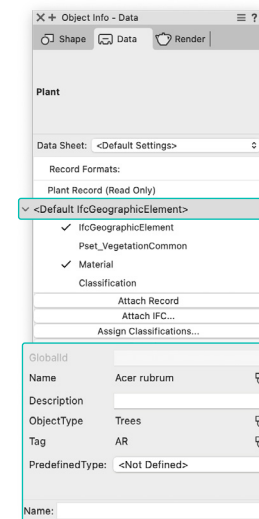 Object Info - Data ?
Shape Data Render
Plant
Data Sheet: <Default Settings>
Record Formats:
Plant Record (Read Only)
<Default IfcGeographicElement>
IfcGeographicElement
Pset_VegetationCommon
Material
Classification
Attach Record
Attach IFC...
Assign Classifications...
GlobalId
Name Acer rubrum
Description
ObjectType Trees
Tag AR
PredefinedType: <Not Defined>
Name: